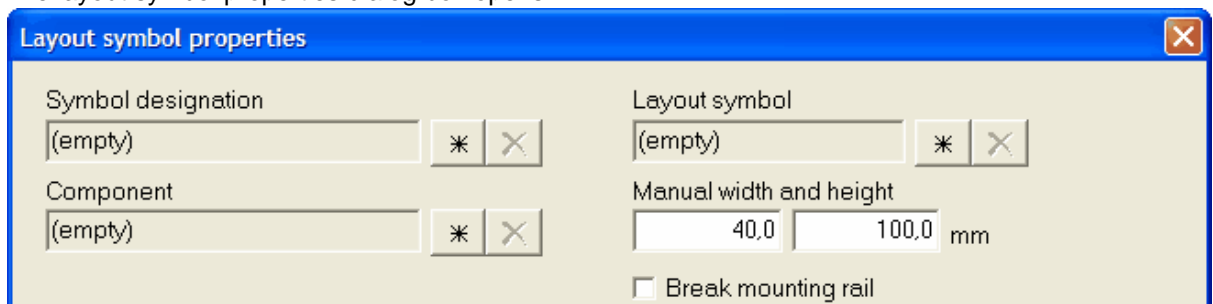 Layout symbol properties
Symbol designation
(empty)
Component
(empty)
Layout symbol
(empty)
Manual width and height
40,0 100,0 mm
Break mounting rail